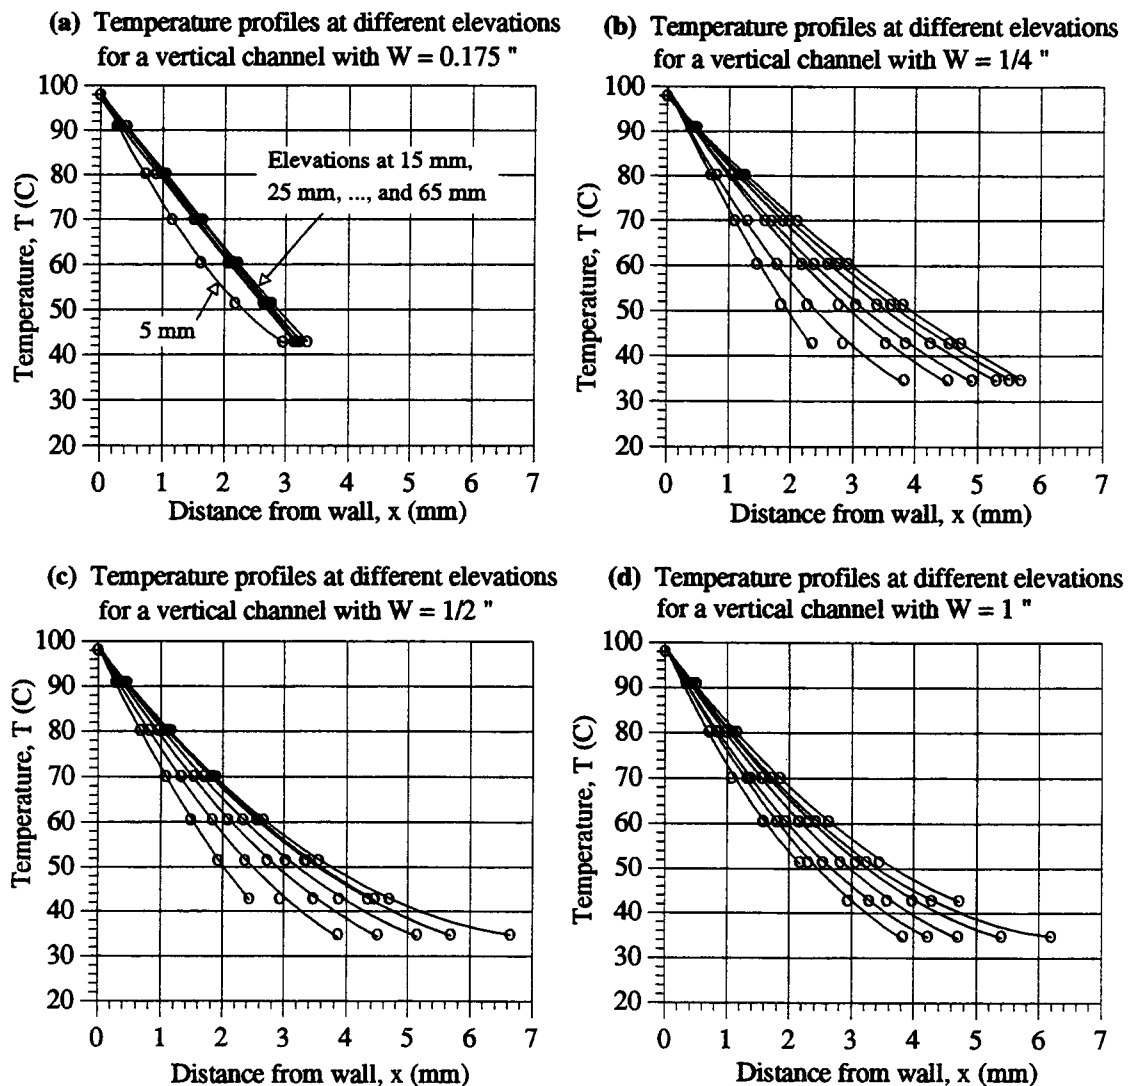 (a) Temperature profiles at different elevations
for a vertical channel with W = 0.175 "
100
90
80
70
60
50
40
30
20
Temperature, T (C)
Elevations at 15 mm,
25 mm, ..., and 65 mm
5 mm
0 1 2 3 4 5 6 7
Distance from wall, x (mm)
(b) Temperature profiles at different elevations
for a vertical channel with W = 1/4 "
100
90
80
70
60
50
40
30
20
Temperature, T (C)
0 1 2 3 4 5 6 7
Distance from wall, x (mm)
(c) Temperature profiles at different elevations
for a vertical channel with W = 1/2 "
100
90
80
70
60
50
40
30
20
Temperature, T (C)
0 1 2 3 4 5 6 7
Distance from wall, x (mm)
(d) Temperature profiles at different elevations
for a vertical channel with W = 1 "
100
90
80
70
60
50
40
30
20
Temperature, T (C)
0 1 2 3 4 5 6 7
Distance from wall, x (mm)